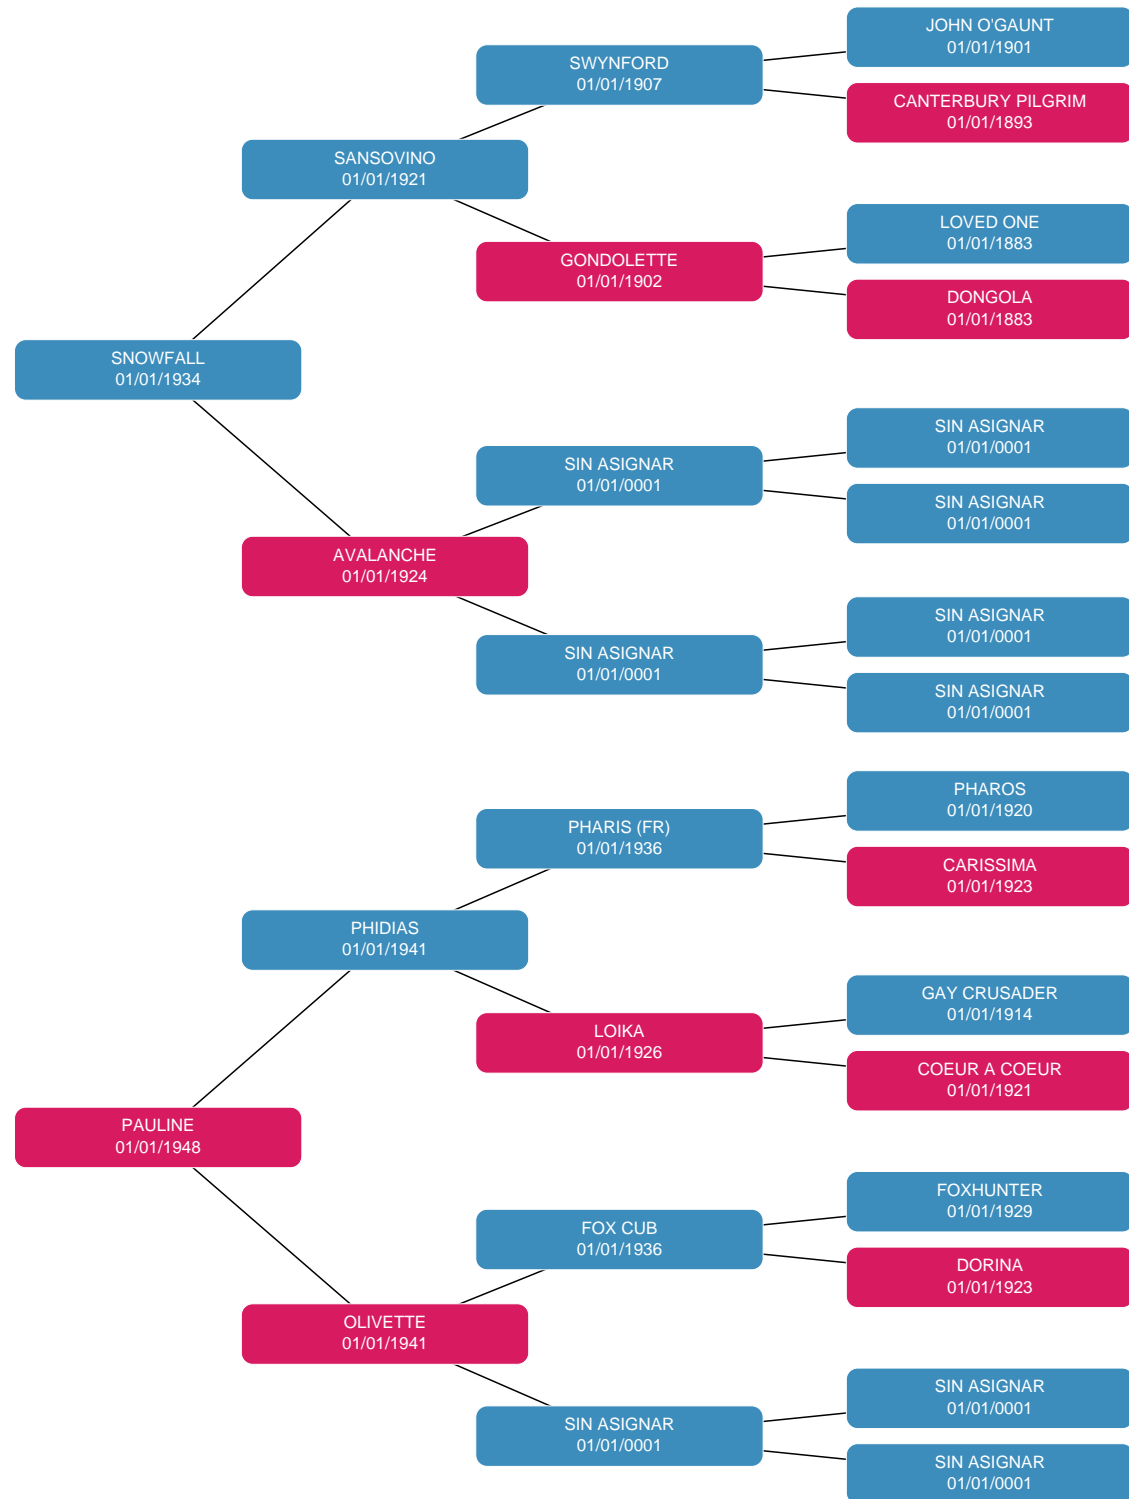 JOHN O'GAUNT
01/01/1901
SWYNFORD
01/01/1907
CANTERBURY PILGRIM
01/01/1893
SANSOVINO
01/01/1921
LOVED ONE
01/01/1883
GONDOLETTE
01/01/1902
DONGOLA
01/01/1883
SNOWFALL
01/01/1934
SIN ASIGNAR
01/01/0001
SIN ASIGNAR
01/01/0001
SIN ASIGNAR
01/01/0001
AVALANCHE
01/01/1924
SIN ASIGNAR
01/01/0001
SIN ASIGNAR
01/01/0001
SIN ASIGNAR
01/01/0001
PHAROS
01/01/1920
PHARIS (FR)
01/01/1936
CARISSIMA
01/01/1923
PHIDIAS
01/01/1941
GAY CRUSADER
01/01/1914
LOIKA
01/01/1926
COEUR A COEUR
01/01/1921
PAULINE
01/01/1948
FOXHUNTER
01/01/1929
FOX CUB
01/01/1936
DORINA
01/01/1923
OLIVETTE
01/01/1941
SIN ASIGNAR
01/01/0001
SIN ASIGNAR
01/01/0001
SIN ASIGNAR
01/01/0001